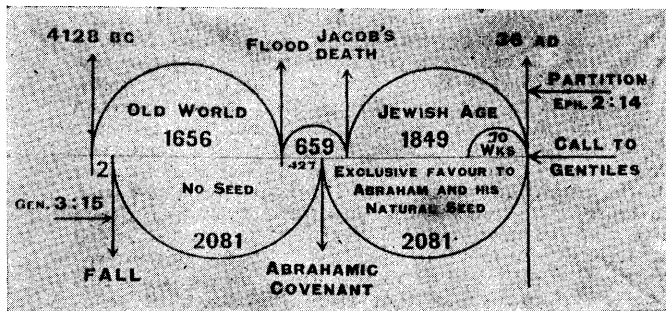 4128 BC
FLOOD
JACOB'S
DEATH
36 AD
PARTITION
EPH. 2:14
OLD WORLD
1656
659
JEWISH AGE
1849
70
WKS
CALL TO
GENTILES
2
427
NO SEED
EXCLUSIVE FAVOUR TO
ABRAHAM AND HIS
NATURAL SEED
GEN. 3:15
2081
2081
FALL
ABRAHAMIC
COVENANT